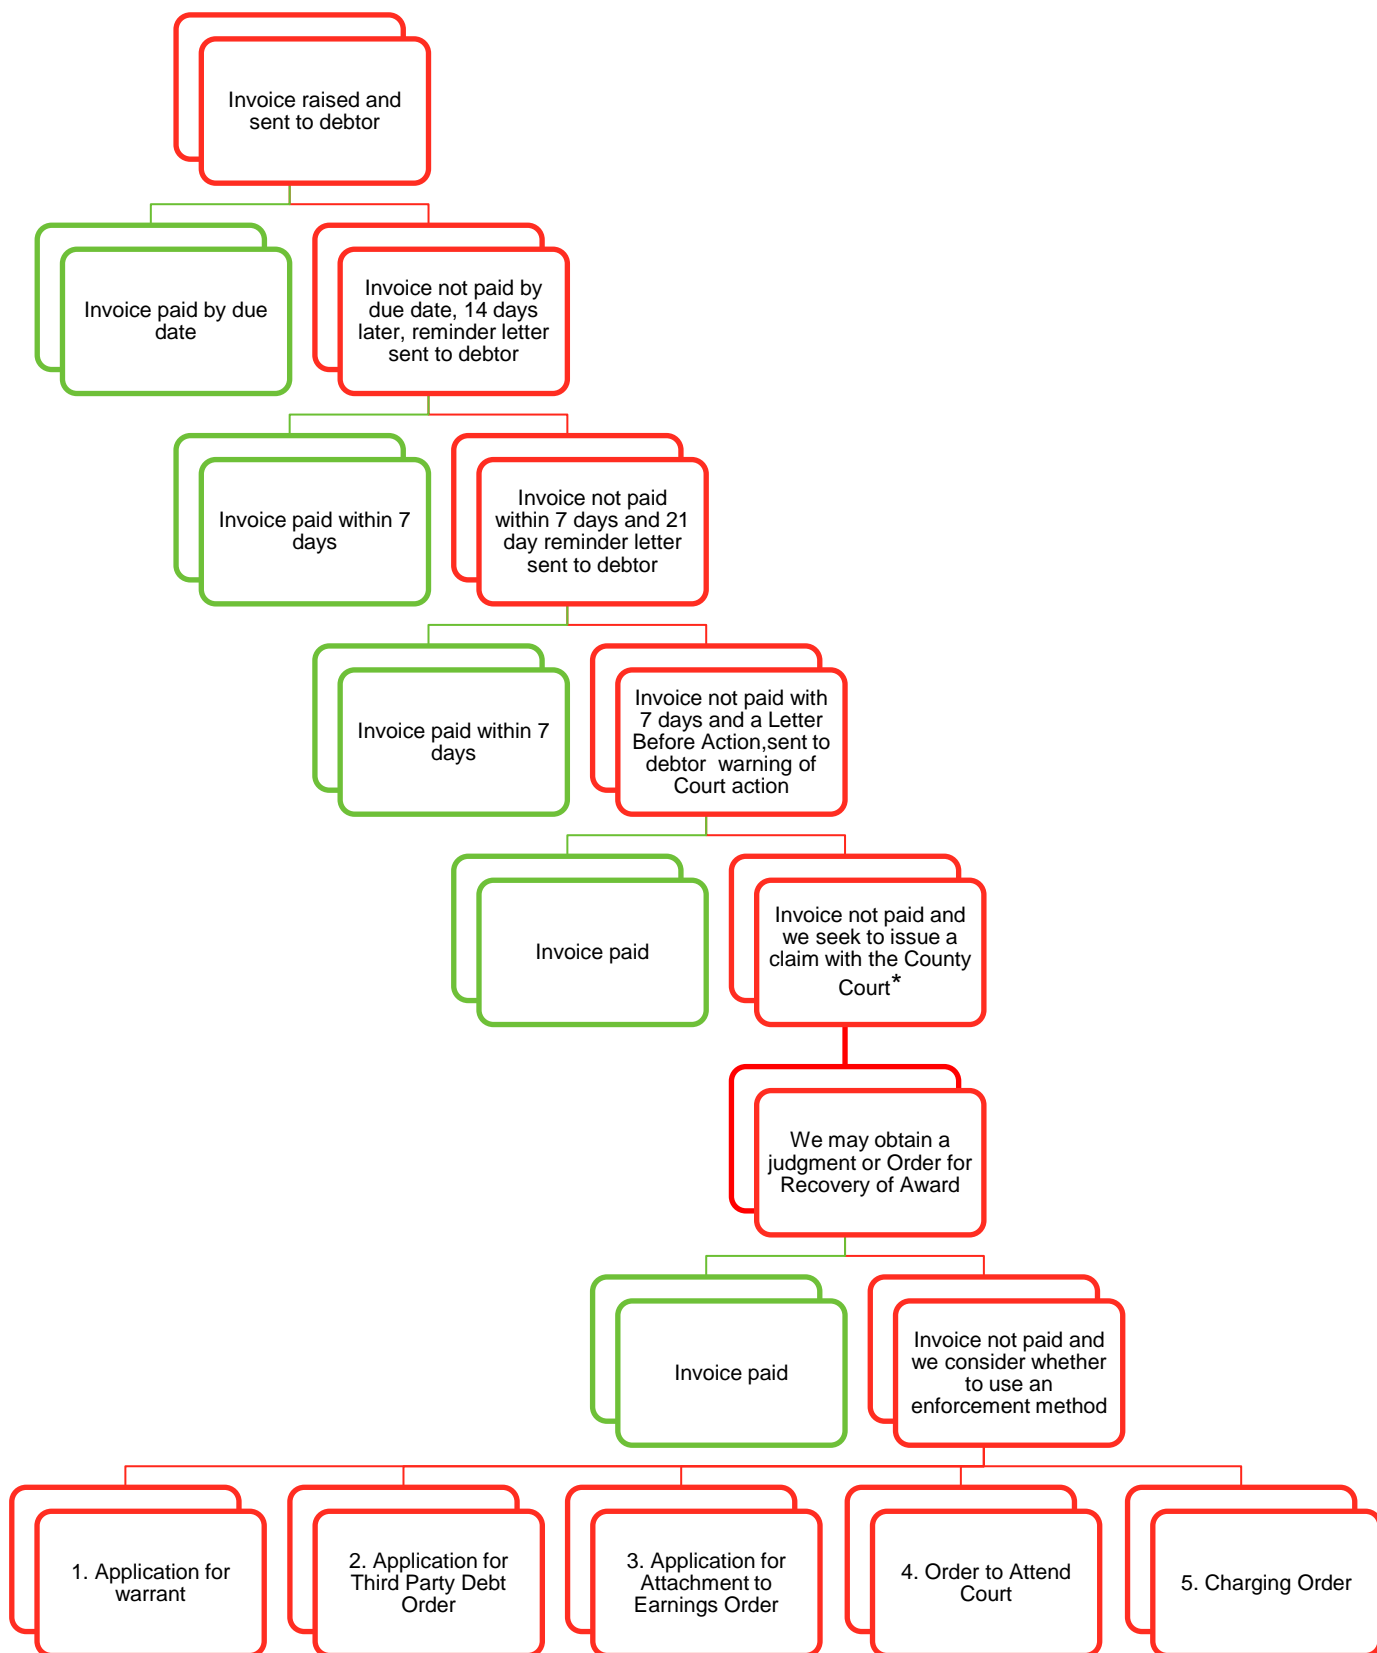 Invoice raised and
sent to debtor
Invoice paid by due
date
Invoice not paid by
due date, 14 days
later, reminder letter
sent to debtor
Invoice paid within 7
days
Invoice not paid
within 7 days and 21
day reminder letter
sent to debtor
Invoice paid within 7
days
Invoice not paid with
7 days and a Letter
Before Action,sent to
debtor  warning of
Court action
Invoice paid
Invoice not paid and
we seek to issue a
claim with the County
Court*
We may obtain a
judgment or Order for
Recovery of Award
Invoice paid
Invoice not paid and
we consider whether
to use an
enforcement method
1. Application for
warrant
2. Application for
Third Party Debt
Order
3. Application for
Attachment to
Earnings Order
4. Order to Attend
Court
5. Charging Order